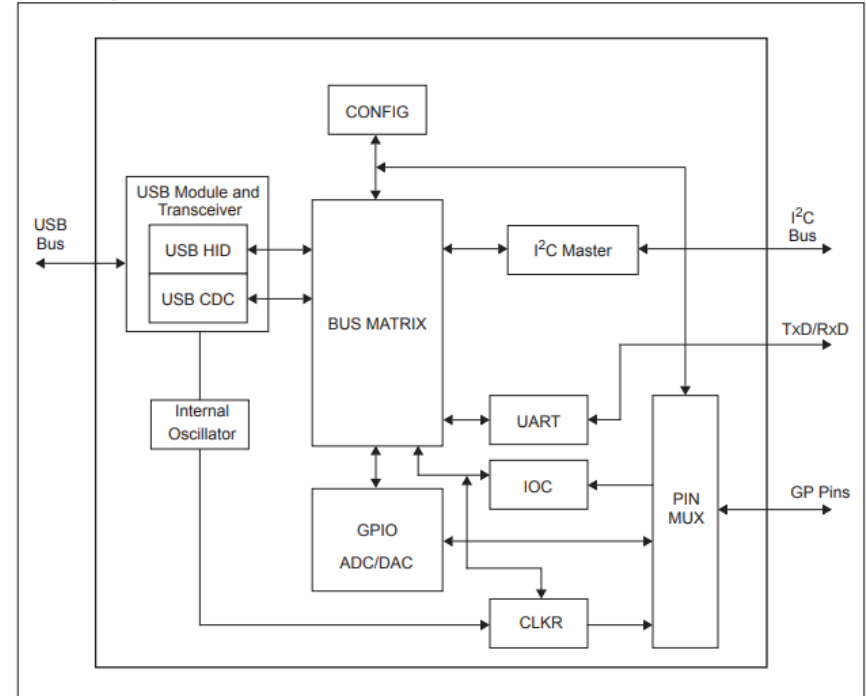 CONFIG
USB Module and
Transceiver
USB
Bus
USB HID
USB CDC
BUS MATRIX
I²C Master
I²C
Bus
TxD/RxD
Internal
Oscillator
UART
IOC
GPIO
ADC/DAC
PIN
MUX
GP Pins
CLKR